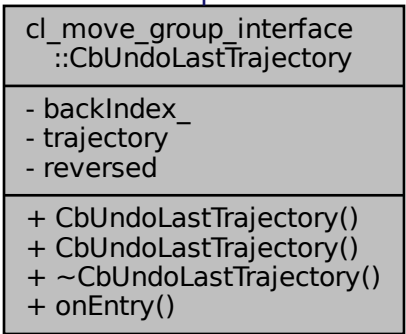 cl_move_group_interface
::CbUndoLastTrajectory
- backIndex_
- trajectory
- reversed
+ CbUndoLastTrajectory()
+ CbUndoLastTrajectory()
+ ~CbUndoLastTrajectory()
+ onEntry()